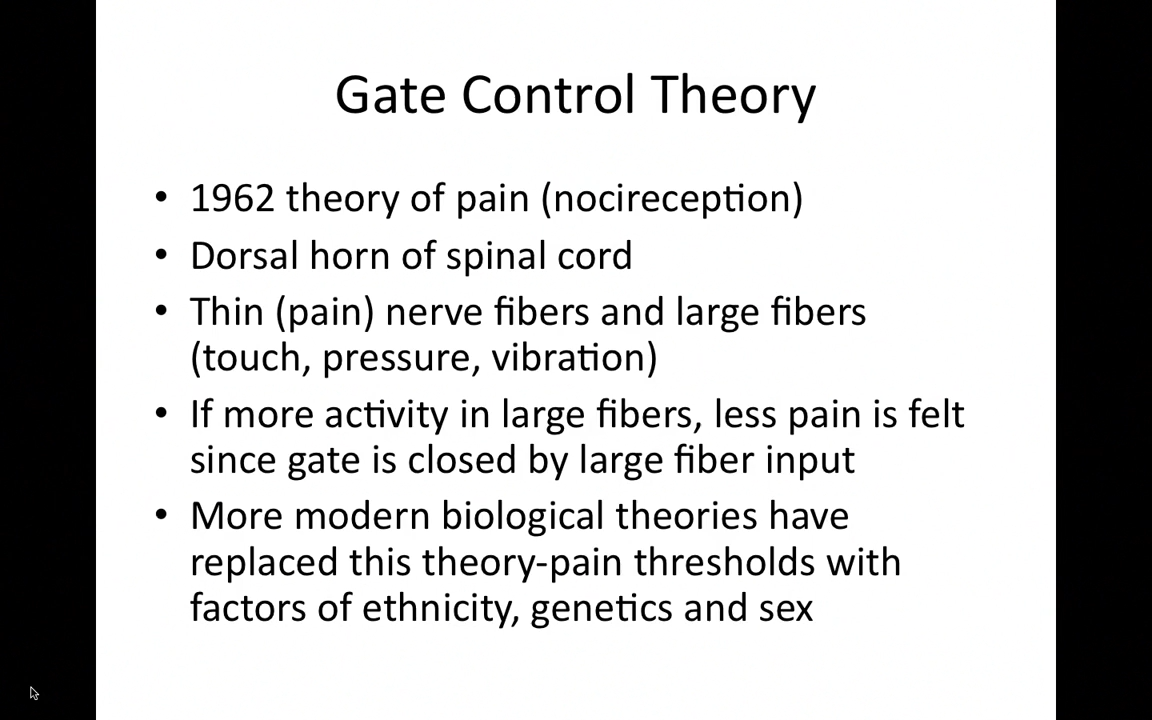 Gate Control Theory
• 1962 theory of pain (nocireception)
• Dorsal horn of spinal cord
• Thin (pain) nerve fibers and large fibers
(touch, pressure, vibration)
• If more activity in large fibers, less pain is felt
since gate is closed by large fiber input
• More modern biological theories have
replaced this theory-pain thresholds with
factors of ethnicity, genetics and sex